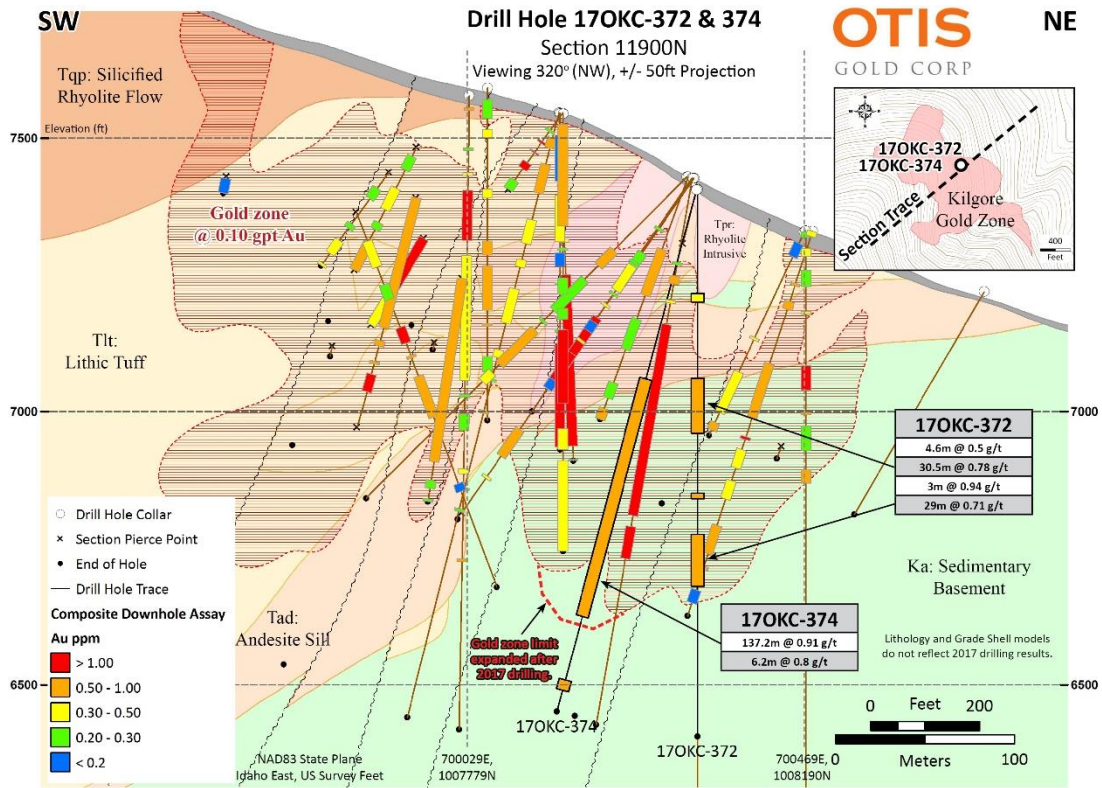 SW
Drill Hole 17OKC-372 & 374
Section 11900N
Viewing 320° (NW), +/- 50ft Projection
OTIS
GOLD CORP
NE
Tqp: Silicified
Rhyolite Flow
Elevation (ft)
7500
17OKC-372
17OKC-374
Kilgore
Gold Zone
Section Trace
400
Feet
Gold zone
@ 0.10 gpt Au
Tpr:
Rhyolite
Intrusive
Tlt:
Lithic Tuff
7000
17OKC-372
4.6m @ 0.5 g/t
30.5m @ 0.78 g/t
3m @ 0.94 g/t
29m @ 0.71 g/t
Drill Hole Collar
Section Pierce Point
End of Hole
Drill Hole Trace
Composite Downhole Assay
Au ppm
> 1.00
0.50 - 1.00
0.30 - 0.50
0.20 - 0.30
< 0.2
Tad:
Andesite Sill
Ka: Sedimentary
Basement
17OKC-374
137.2m @ 0.91 g/t
6.2m @ 0.8 g/t
Gold zone limit
expanded after
2017 drilling.
Lithology and Grade Shell models
do not reflect 2017 drilling results.
6500
17OKC-374
17OKC-372
0 Feet 200
0 Meters 100
NAD83 State Plane
Idaho East, US Survey Feet
700029E,
1007779N
700469E,
1008190N